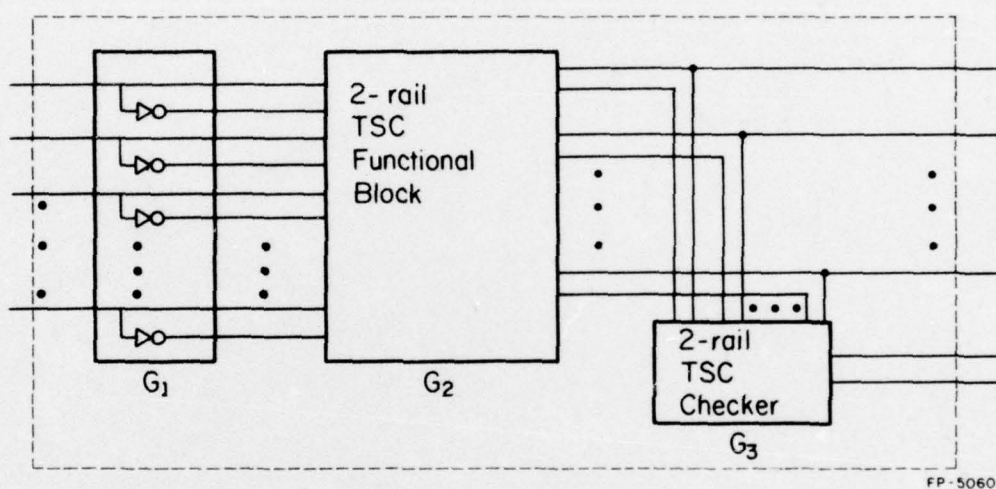 2-rail
TSC
Functional
Block
G1
G2
2-rail
TSC
Checker
G3
FP-5060